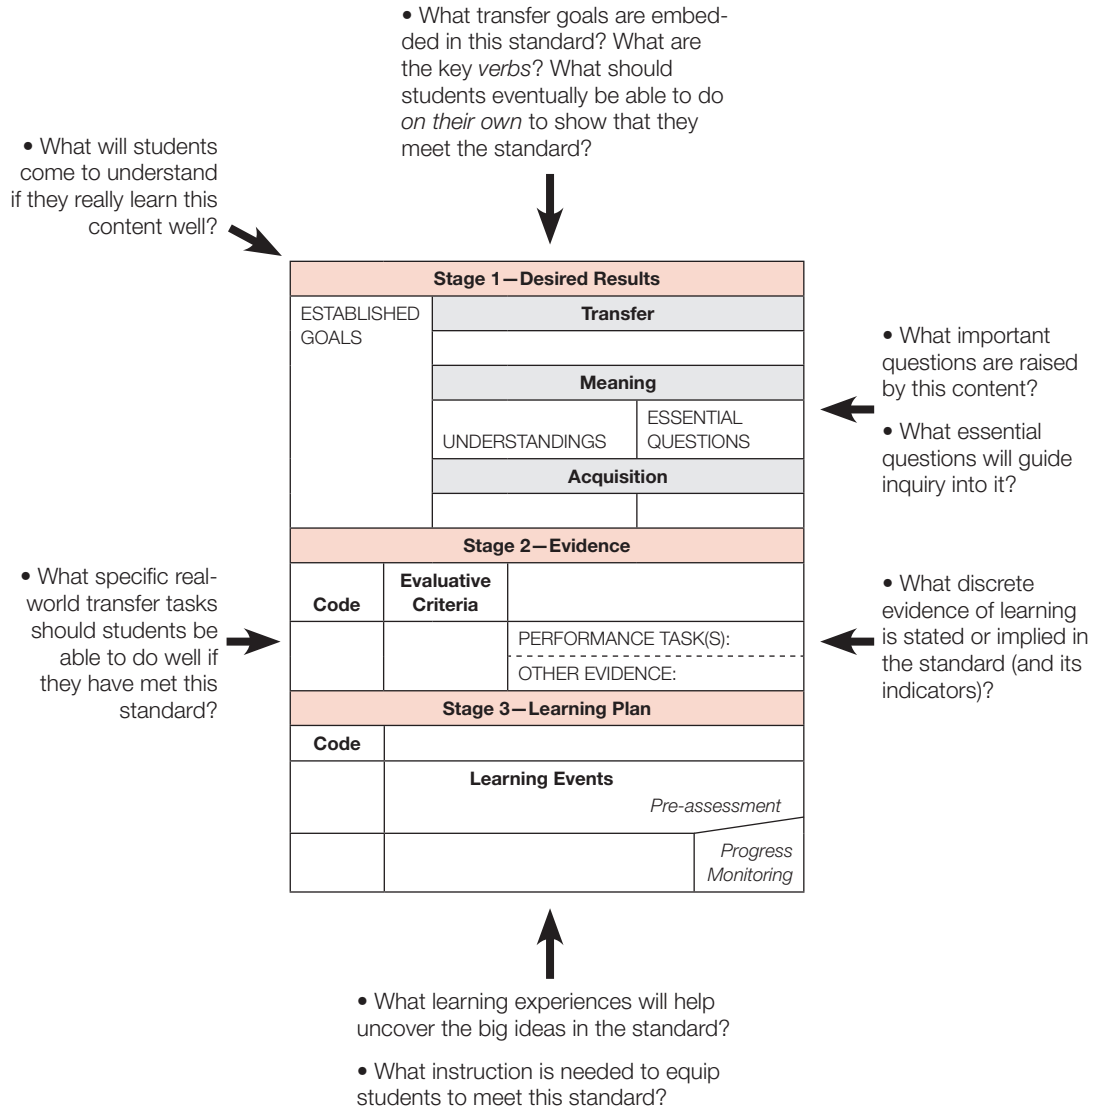 • What transfer goals are embed-
ded in this standard? What are
the key verbs? What should
students eventually be able to do
on their own to show that they
meet the standard?
• What will students
come to understand
if they really learn this
content well?
Stage 1—Desired Results
ESTABLISHED
GOALS
Transfer
Meaning
UNDERSTANDINGS
ESSENTIAL
QUESTIONS
Acquisition
• What important
questions are raised
by this content?
• What essential
questions will guide
inquiry into it?
Stage 2—Evidence
Code
Evaluative
Criteria
PERFORMANCE TASK(S):
OTHER EVIDENCE:
• What specific real-
world transfer tasks
should students be
able to do well if
they have met this
standard?
• What discrete
evidence of learning
is stated or implied in
the standard (and its
indicators)?
Stage 3—Learning Plan
Code
Learning Events
Pre-assessment
Progress
Monitoring
• What learning experiences will help
uncover the big ideas in the standard?
• What instruction is needed to equip
students to meet this standard?